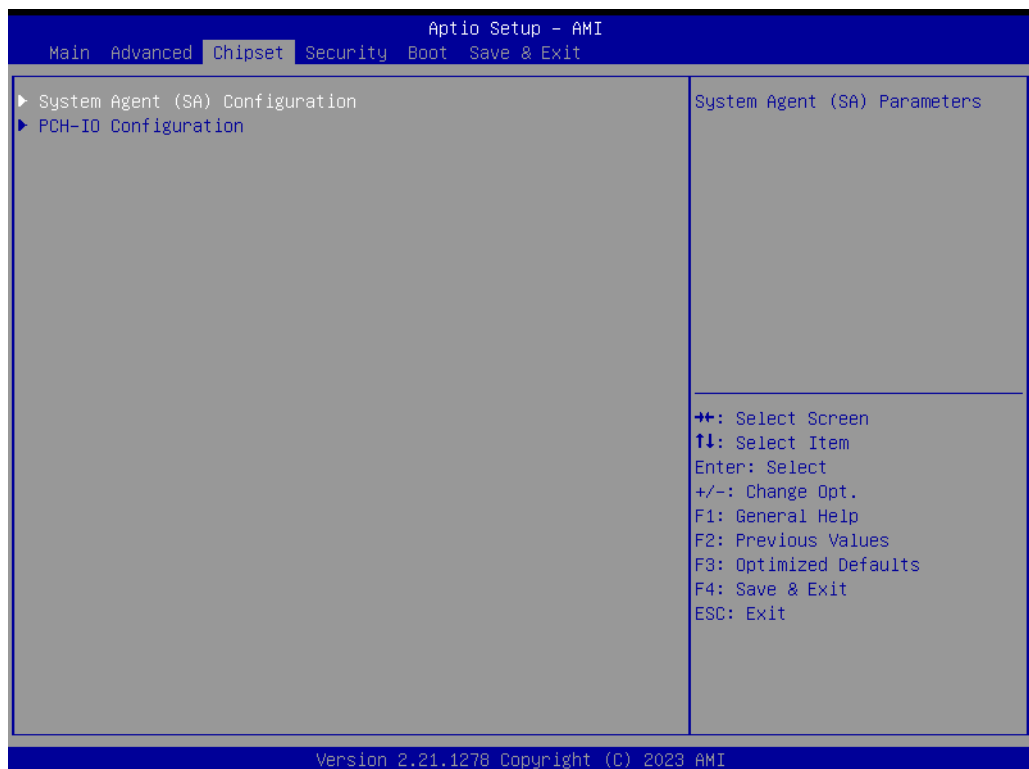 Aptio Setup – AMI
Main Advanced Chipset Security Boot Save & Exit
▶ System Agent (SA) Configuration
▶ PCH-IO Configuration
System Agent (SA) Parameters
→←: Select Screen
↑↓: Select Item
Enter: Select
+/-: Change Opt.
F1: General Help
F2: Previous Values
F3: Optimized Defaults
F4: Save & Exit
ESC: Exit
Version 2.21.1278 Copyright (C) 2023 AMI